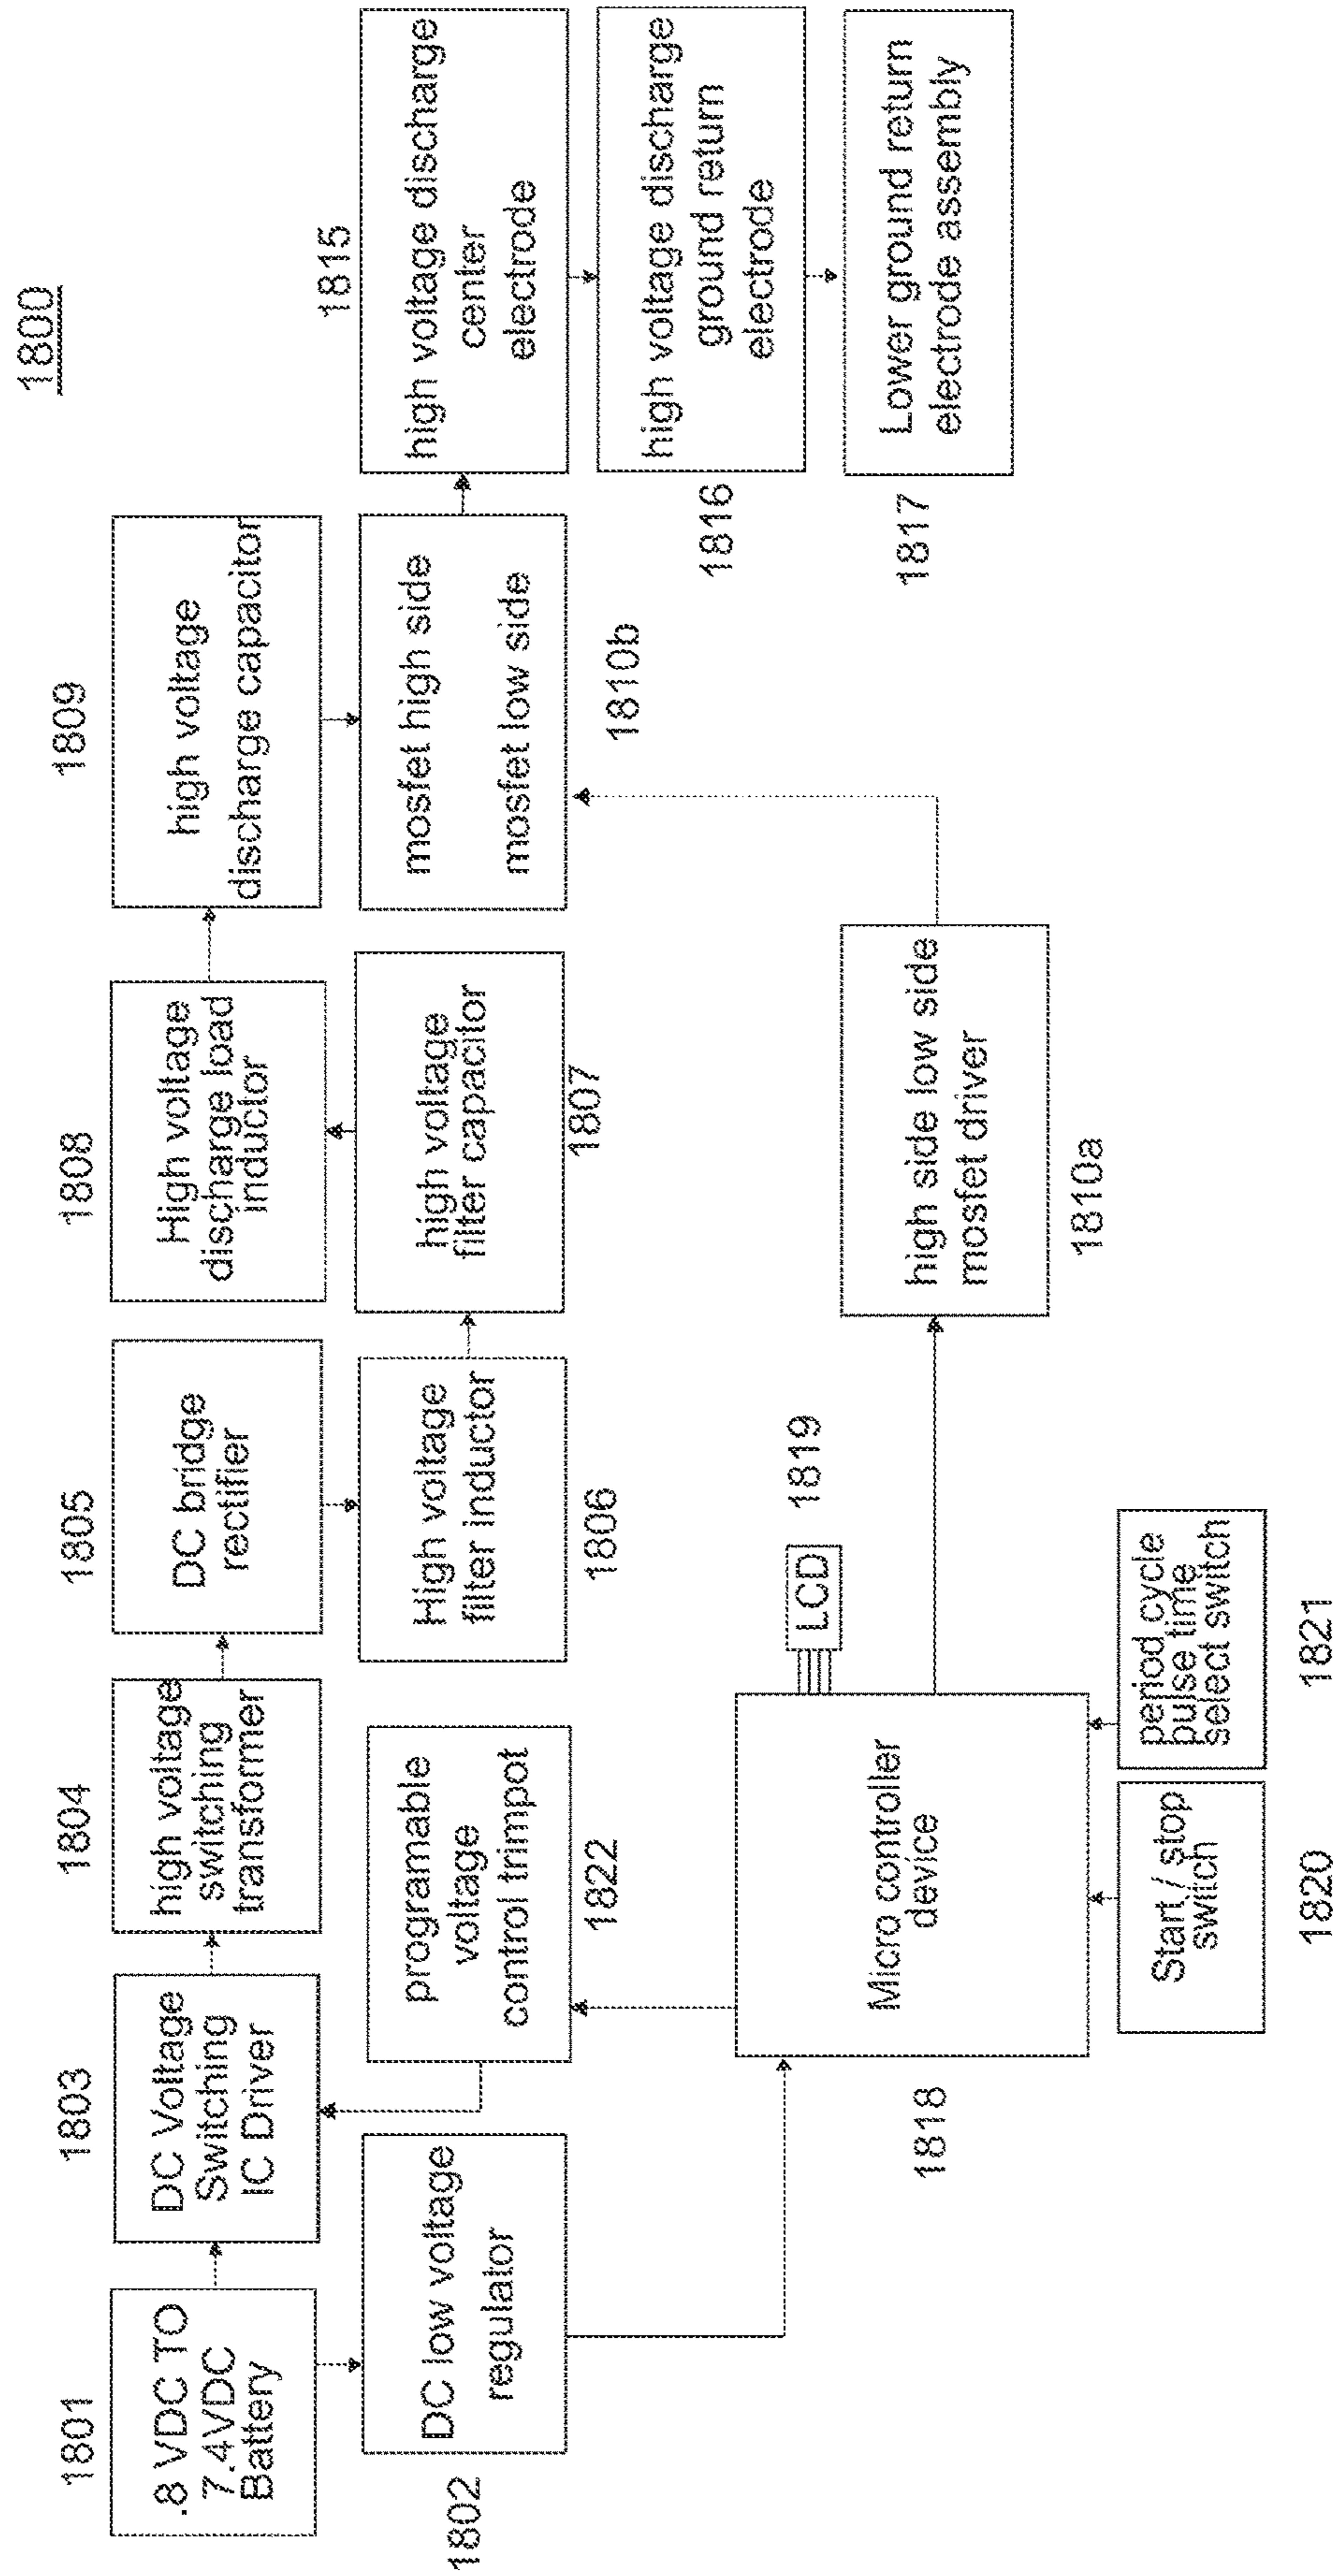 1800
1801
.8 VDC TO
7.4VDC
Battery
1802
DC low voltage
regulator
1803
DC Voltage
Switching
IC Driver
1804
high voltage
switching
transformer
1805
DC bridge
rectifier
1806
High voltage
filter inductor
1807
high voltage
filter capacitor
1808
High voltage
discharge load
inductor
1809
high voltage
discharge capacitor
mosfet high side
mosfet low side
1810b
1815
high voltage discharge
center
electrode
1816
high voltage discharge
ground return
electrode
1817
Lower ground return
electrode assembly
programable
voltage
control trimpot
1822
Micro controller
device
1818
LCD
1819
high side low side
mosfet driver
1810a
Start / stop
switch
1820
period cycle
pulse time
select switch
1821